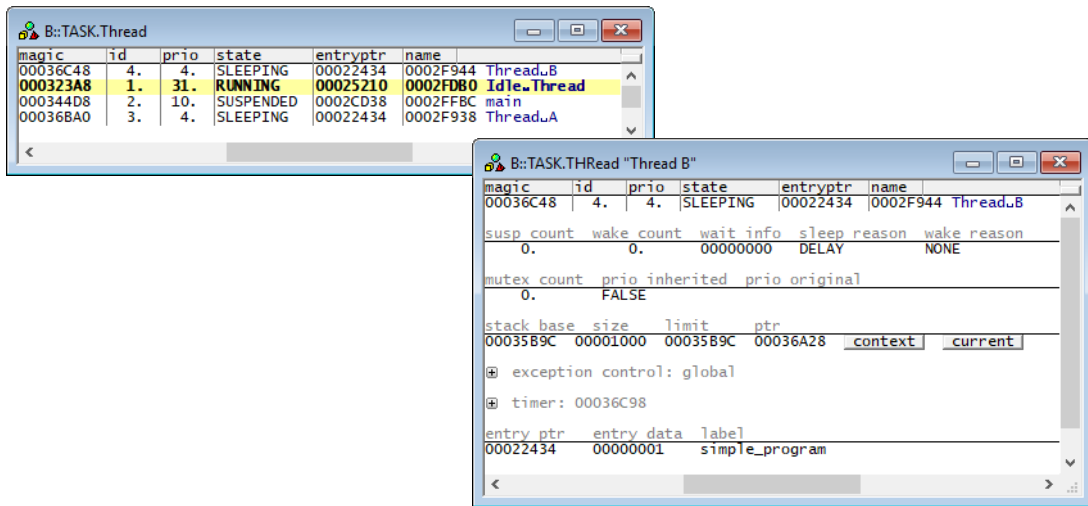 B::TASK.Thread
magic id prio state entryptr name
00036C48 4. 4. SLEEPING 00022434 0002F944 Thread␣B
000323A8 1. 31. RUNNING 00025210 0002FDB0 Idle␣Thread
000344D8 2. 10. SUSPENDED 0002CD38 0002FFBC main
00036BA0 3. 4. SLEEPING 00022434 0002F938 Thread␣A
B::TASK.THRead "Thread B"
magic id prio state entryptr name
00036C48 4. 4. SLEEPING 00022434 0002F944 Thread␣B
susp count wake count wait info sleep reason wake reason
0. 0. 00000000 DELAY NONE
mutex count prio inherited prio original
0. FALSE
stack base size limit ptr
00035B9C 00001000 00035B9C 00036A28 context current
exception control: global
timer: 00036C98
entry ptr entry data label
00022434 00000001 simple_program